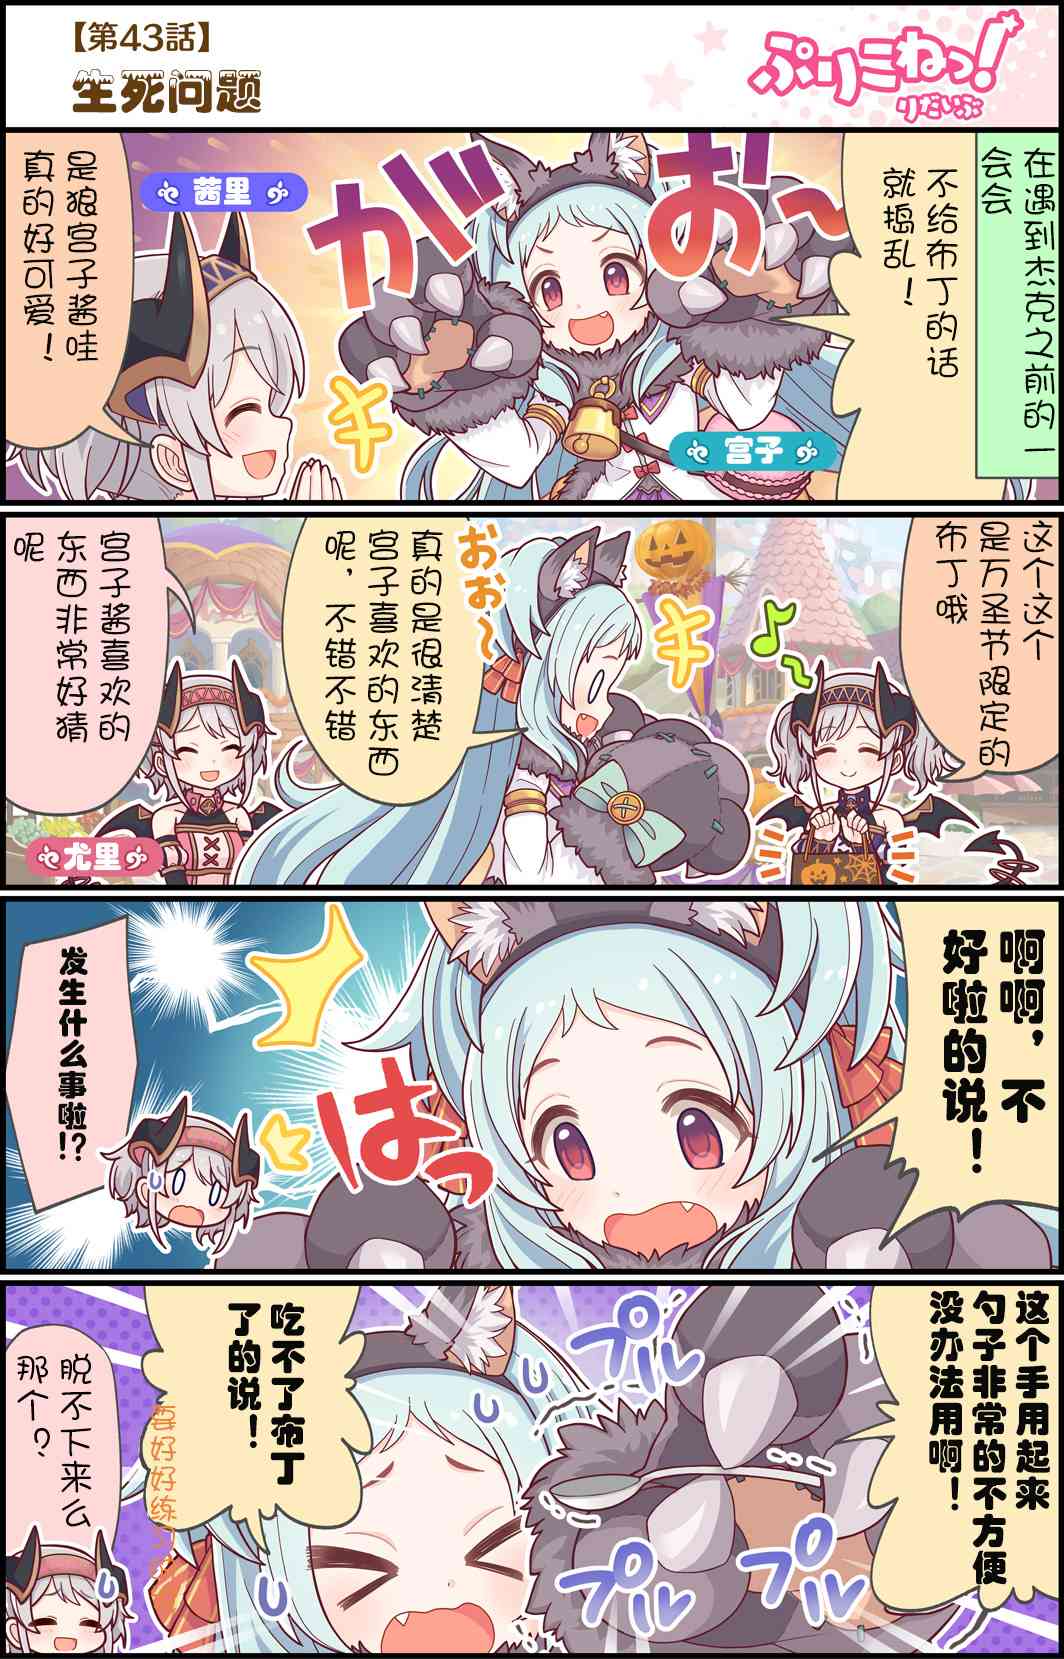 【第43話】
生死问题
ぷりこねっ!
りだいぶ
在遇到杰克之前的一
会会
不给布丁的话
就捣乱！
お～
が
茜里
宫子
是狼宫子酱哇
真的好可爱！
这个这个
是万圣节限定的
布丁哦
おお～
真的是很清楚
宫子喜欢的东西
呢，不错不错
宫子酱喜欢的
东西非常好猜
呢
尤里
啊啊，不
好啦的说！
はっ
发生什么事啦!?
这个手用起来
勺子非常的不方便
没办法用啊！
プルプル
プルプル
吃不了布丁
了的说！
要好好练习
脱不下来么
那个？